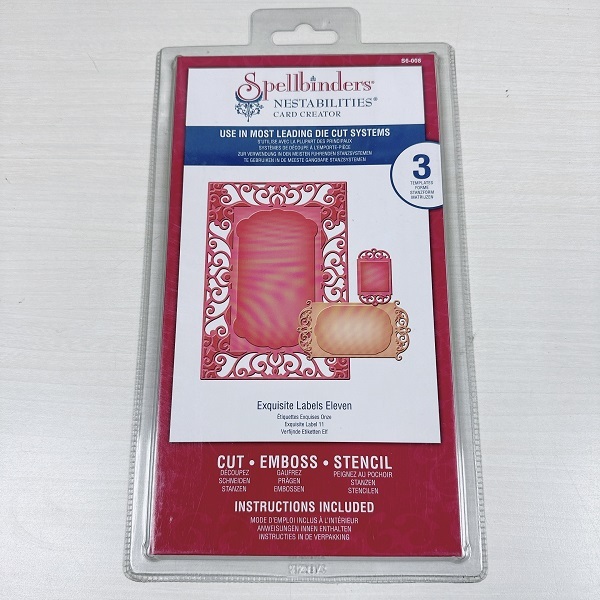 S6-008
Spellbinders®
NESTABILITIES®
CARD CREATOR
USE IN MOST LEADING DIE CUT SYSTEMS
S'UTILISE AVEC LA PLUPART DES PRINCIPAUX
SYSTÈMES DE DÉCOUPE À L'EMPORTE-PIÈCE
ZUR VERWENDUNG IN DEN MEISTEN FÜHRENDEN STANZSYSTEMEN
TE GEBRUIKEN IN DE MEESTE GANGBARE STANZSYSTEMEN
3
TEMPLATES
FORME
STANZFORM
MATRIJZEN
Exquisite Labels Eleven
Étiquettes Exquises Onze
Exquisite Label 11
Verfijnde Etiketten Elf
CUT • EMBOSS • STENCIL
DÉCOUPEZ GAUFREZ PEIGNEZ AU POCHOIR
SCHNEIDEN PRÄGEN STANZEN
STANZEN EMBOSSEN STENCILEN
INSTRUCTIONS INCLUDED
MODE D'EMPLOI INCLUS À L'INTÉRIEUR
ANWEISUNGEN INNEN ENTHALTEN
INSTRUCTIES IN DE VERPAKKING